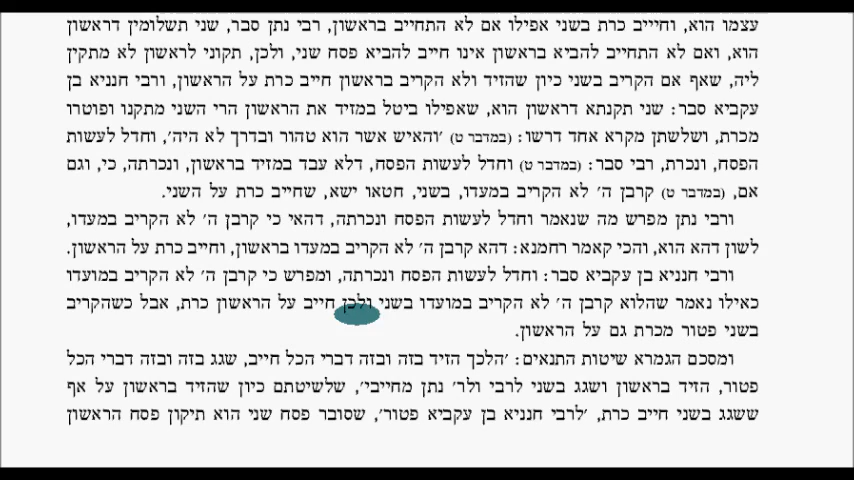 עצמו הוא, וחיייב כרת בשני אפילו אם לא התחייב בראשון, רבי נתן סבר, שני תשלומין דראשון
הוא, ואם לא התחייב להביא בראשון אינו חייב להביא פסח שני, ולכן, תקוני לראשון לא מתקין
ליה, שאף אם הקריב בשני כיון שהזיד ולא הקריב בראשון חייב כרת על הראשון, ורבי חנניא בן
עקביא סבר: שני תקנתא דראשון הוא, שאפילו ביטל במזיד את הראשון הרי השני מתקנו ופוטרו
מכרת, ושלשתן מקרא אחד דרשו: (במדבר ט) 'והאיש אשר הוא טהור ובדרך לא היה', וחדל לעשות
הפסח, ונכרת, רבי סבר: (במדבר ט) וחדל לעשות הפסח, דלא עבד במזיד בראשון, ונכרתה, כי, וגם
אם, (במדבר ט) קרבן ה' לא הקריב במעדו, בשני, חטאו ישא, שחייב כרת על השני.
ורבי נתן מפרש מה שנאמר וחדל לעשות הפסח ונכרתה, דהאי כי קרבן ה' לא הקריב במעדו,
לשון דהא הוא, והכי קאמר רחמנא: דהא קרבן ה' לא הקריב במעדו בראשון, וחייב כרת על הראשון.
ורבי חנניא בן עקביא סבר: וחדל לעשות הפסח ונכרתה, ומפרש כי קרבן ה' לא הקריב במועדו
כאילו נאמר שהלוא קרבן ה' לא הקריב במועדו בשני ולכן חייב על הראשון כרת, אבל כשהקריב
בשני פטור מכרת גם על הראשון.
ומסכם הגמרא שיטות התנאים: 'הלכך הזיד בזה ובזה דברי הכל חייב, שגג בזה ובזה דברי הכל
פטור, הזיד בראשון ושגג בשני לרבי ולר' נתן מחייבי', שלשיטתם כיון שהזיד בראשון על אף
ששגג בשני חייב כרת, 'לרבי חנניא בן עקביא פטור', שסובר פסח שני הוא תיקון פסח הראשון